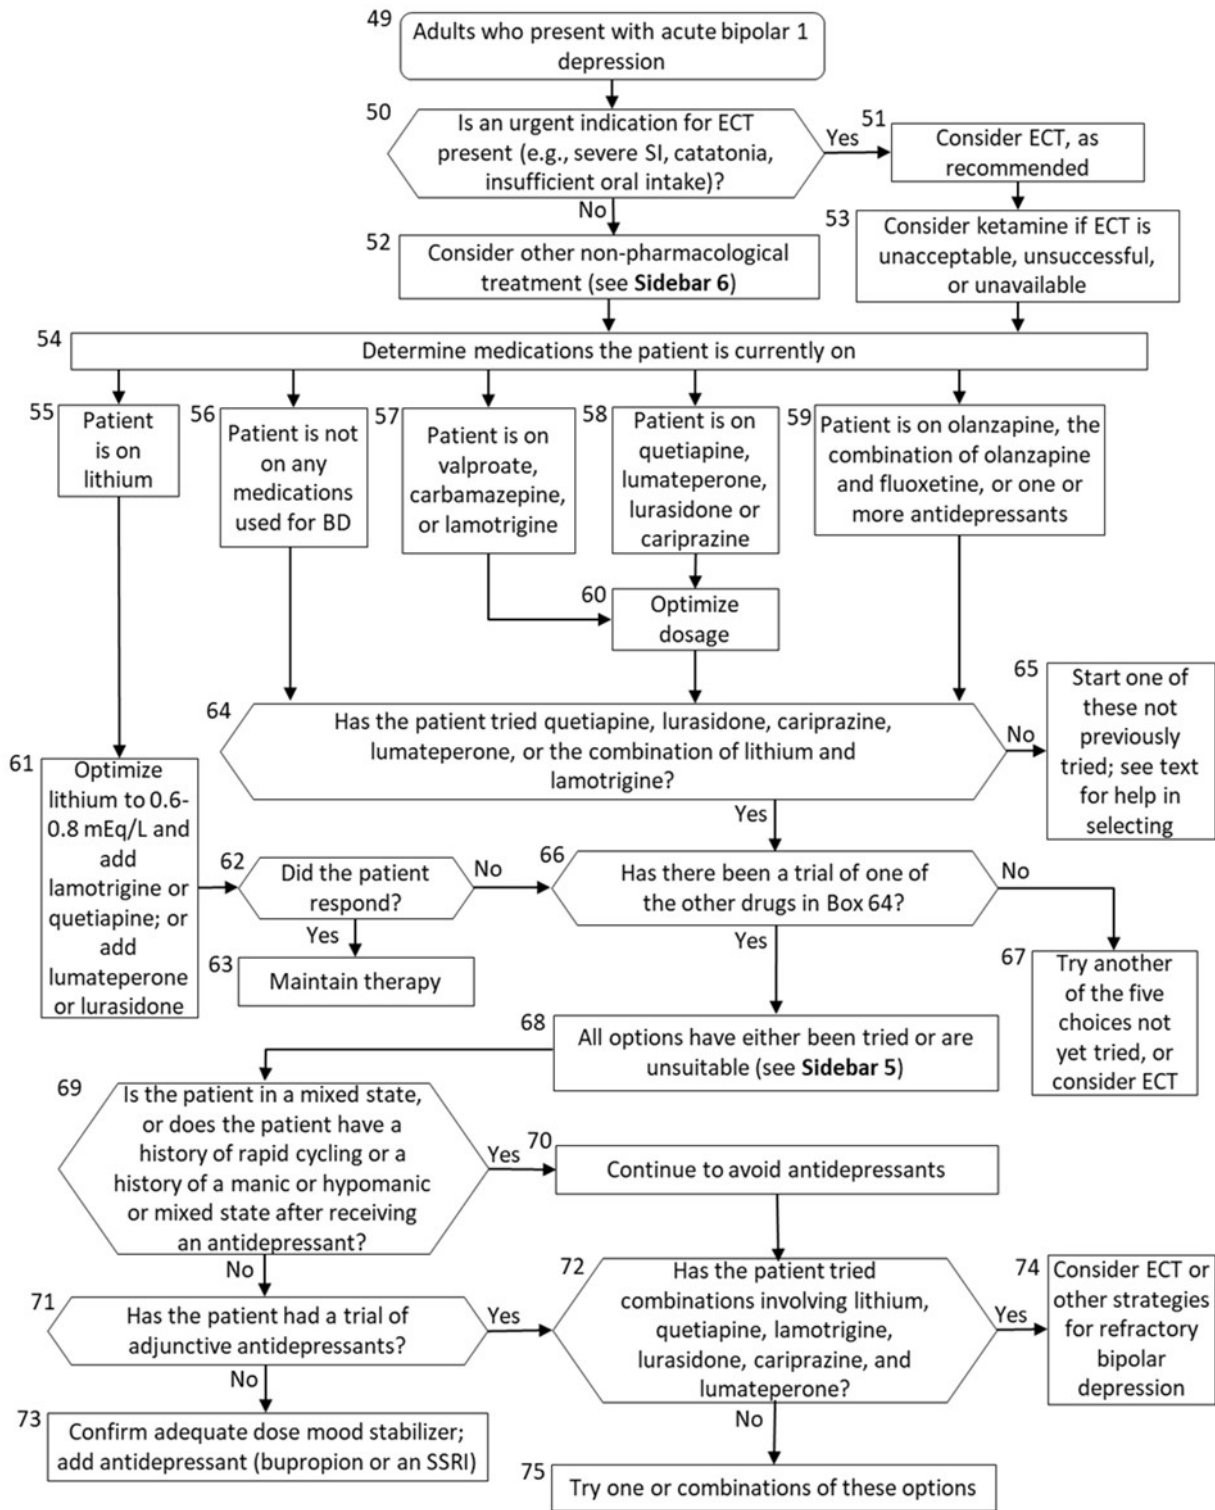 49
Adults who present with acute bipolar 1
depression
50
Is an urgent indication for ECT
present (e.g., severe SI, catatonia,
insufficient oral intake)?
Yes
51
Consider ECT, as
recommended
No
52
Consider other non-pharmacological
treatment (see Sidebar 6)
53
Consider ketamine if ECT is
unacceptable, unsuccessful,
or unavailable
54
Determine medications the patient is currently on
55
Patient
is on
lithium
56
Patient is not
on any
medications
used for BD
57
Patient is on
valproate,
carbamazepine,
or lamotrigine
58
Patient is on
quetiapine,
lumateperone,
lurasidone or
cariprazine
59
Patient is on olanzapine, the
combination of olanzapine
and fluoxetine, or one or
more antidepressants
60
Optimize
dosage
64
Has the patient tried quetiapine, lurasidone, cariprazine,
lumateperone, or the combination of lithium and
lamotrigine?
No
65
Start one of
these not
previously
tried; see text
for help in
selecting
Yes
61
Optimize
lithium to 0.6-
0.8 mEq/L and
add
lamotrigine or
quetiapine; or
add
lumateperone
or lurasidone
62
Did the patient
respond?
No
Yes
63
Maintain therapy
66
Has there been a trial of one of
the other drugs in Box 64?
No
Yes
67
Try another
of the five
choices not
yet tried, or
consider ECT
68
All options have either been tried or are
unsuitable (see Sidebar 5)
69
Is the patient in a mixed state,
or does the patient have a
history of rapid cycling or a
history of a manic or hypomanic
or mixed state after receiving
an antidepressant?
Yes
70
Continue to avoid antidepressants
No
71
Has the patient had a trial of
adjunctive antidepressants?
Yes
72
Has the patient tried
combinations involving lithium,
quetiapine, lamotrigine,
lurasidone, cariprazine, and
lumateperone?
Yes
74
Consider ECT or
other strategies
for refractory
bipolar
depression
No
73
Confirm adequate dose mood stabilizer;
add antidepressant (bupropion or an SSRI)
No
75
Try one or combinations of these options